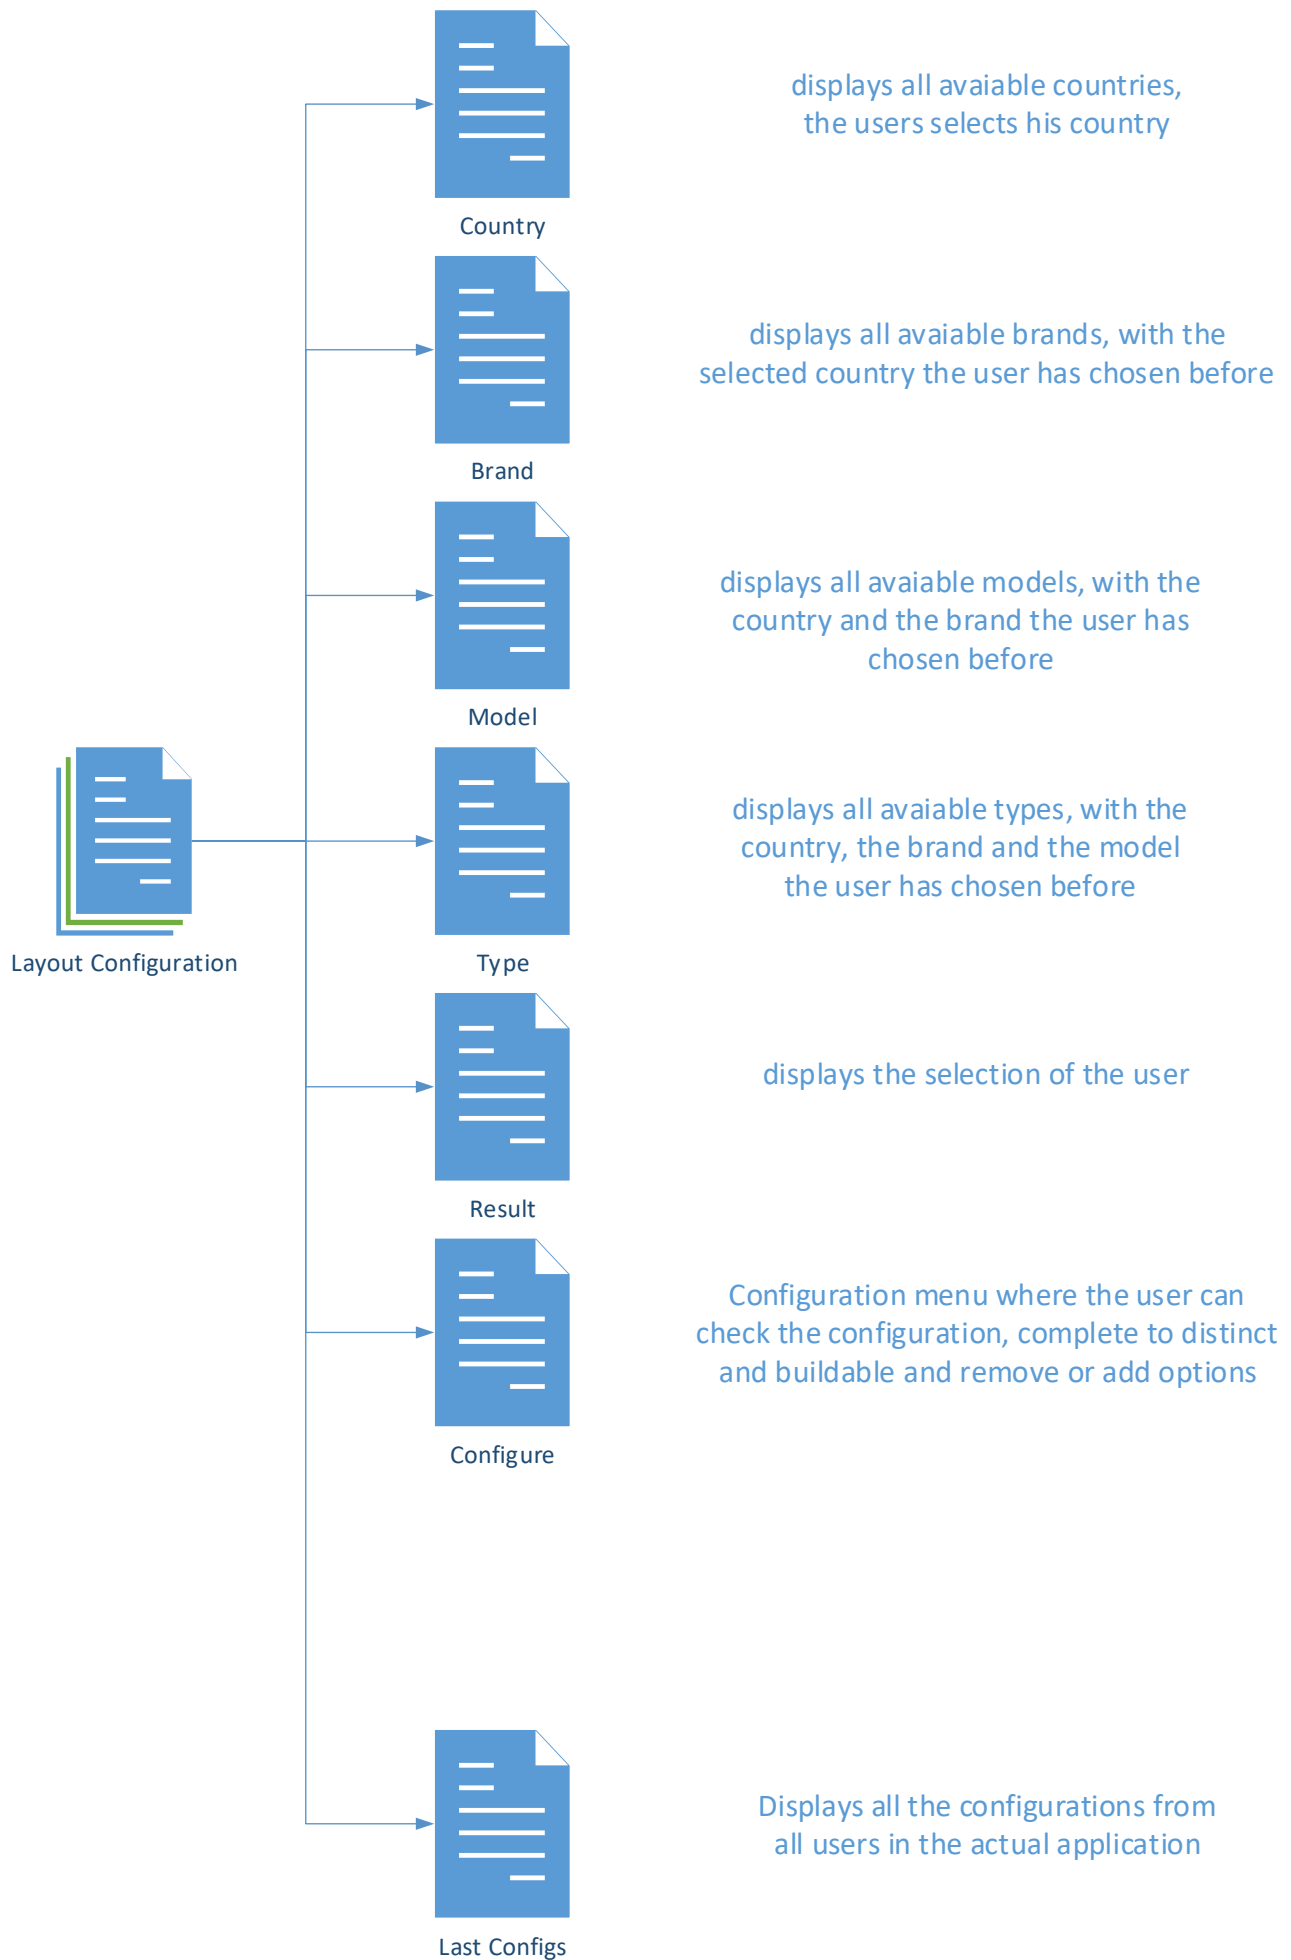 displays all avaiable countries,
the users selects his country
Country
displays all avaiable brands, with the
selected country the user has chosen before
Brand
displays all avaiable models, with the
country and the brand the user has
chosen before
Model
displays all avaiable types, with the
country, the brand and the model
the user has chosen before
Layout Configuration
Type
displays the selection of the user
Result
Configuration menu where the user can
check the configuration, complete to distinct
and buildable and remove or add options
Configure
Displays all the configurations from
all users in the actual application
Last Configs